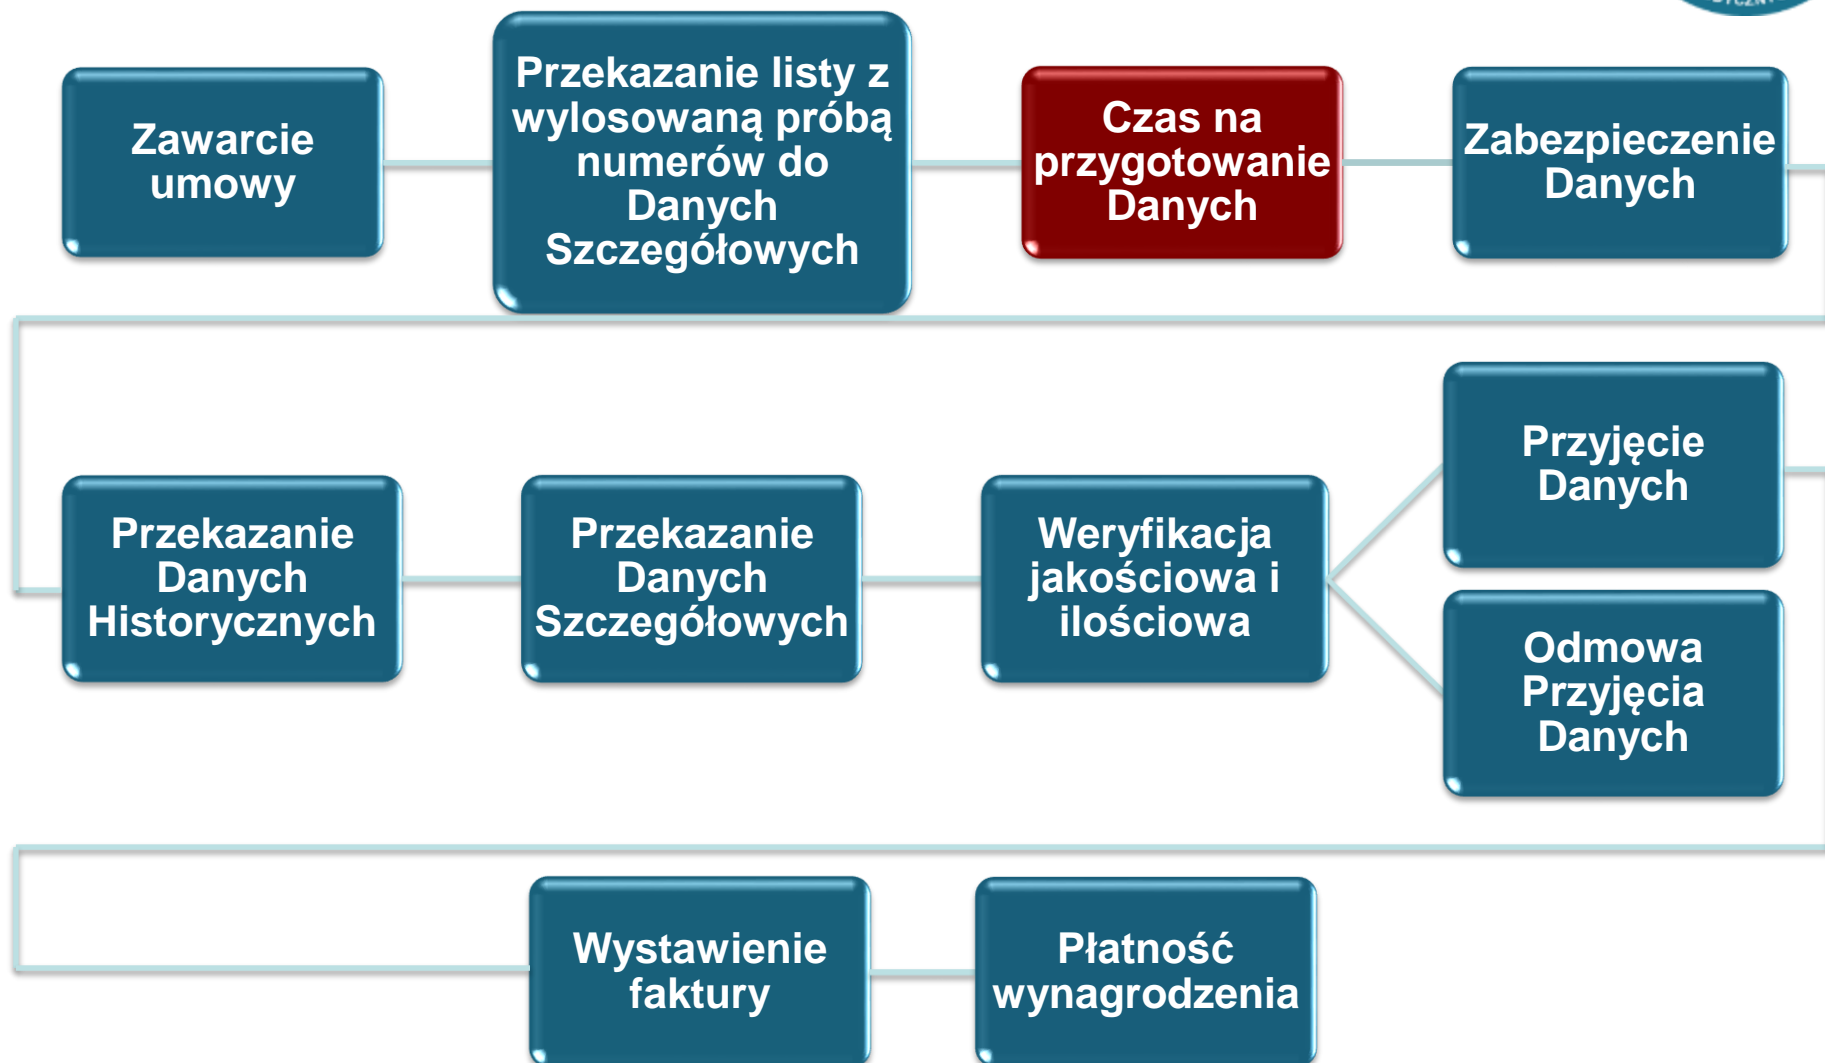 Zawarcie
umowy
Przekazanie listy z
wylosowaną próbą
numerów do
Danych
Szczegółowych
Czas na
przygotowanie
Danych
Zabezpieczenie
Danych
Przekazanie
Danych
Historycznych
Przekazanie
Danych
Szczegółowych
Weryfikacja
jakościowa i
ilościowa
Przyjęcie
Danych
Odmowa
Przyjęcia
Danych
Wystawienie
faktury
Płatność
wynagrodzenia